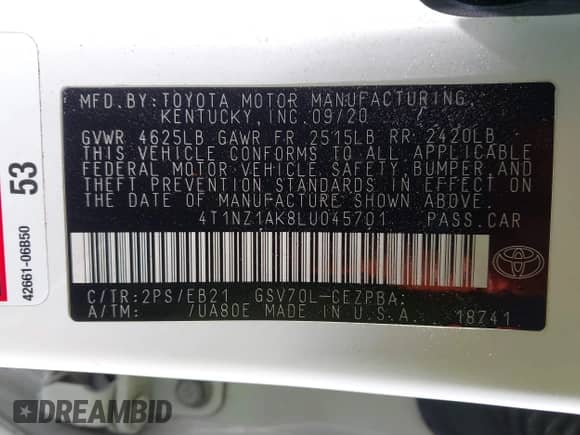 MFD.BY:TOYOTA MOTOR MANUFACTURING,
KENTUCKY, INC.09/20
GVWR 4625LB GAWR FR 2515LB RR 2420LB
THIS VEHICLE CONFORMS TO ALL APPLICABLE
FEDERAL MOTOR VEHICLE SAFETY, BUMPER, AND
THEFT PREVENTION STANDARDS IN EFFECT ON
THE DATE OF MANUFACTURE SHOWN ABOVE.
4T1NZ1AK8LU045701 PASS.CAR
C/TR:2PS/EB21 GSV70L-CEZPBA
A/TM: /UA80E MADE IN U.S.A. 18741
53
42661-06B50
DREAMBID